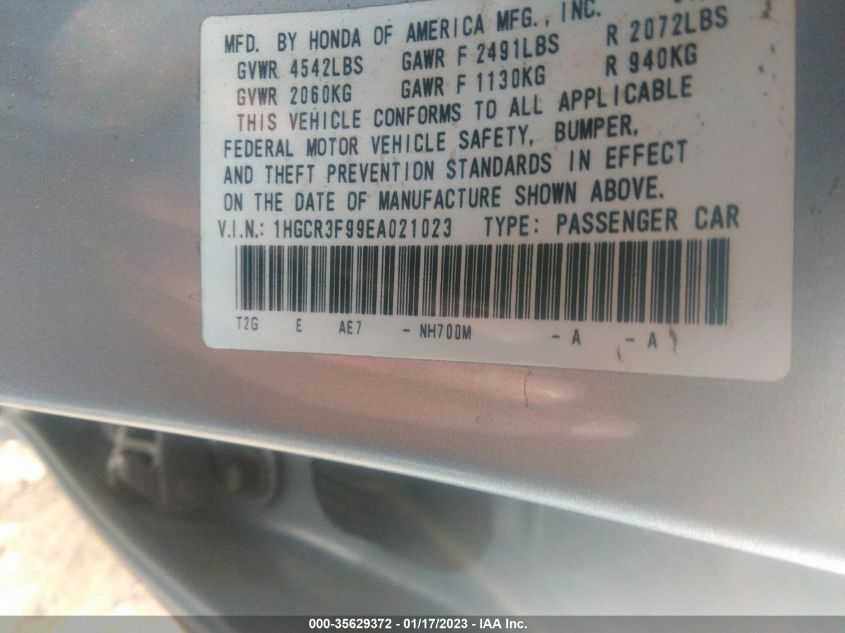 MFD. BY HONDA OF AMERICA MFG., INC.
GVWR 4542LBS GAWR F 2491LBS R 2072LBS
GVWR 2060KG GAWR F 1130KG R 940KG
THIS VEHICLE CONFORMS TO ALL APPLICABLE
FEDERAL MOTOR VEHICLE SAFETY, BUMPER,
AND THEFT PREVENTION STANDARDS IN EFFECT
ON THE DATE OF MANUFACTURE SHOWN ABOVE.
V.I.N.: 1HGCR3F99EA021023 TYPE: PASSENGER CAR
T2G E AE7 - NH700M - A - A
000-35629372 - 01/17/2023 - IAA Inc.